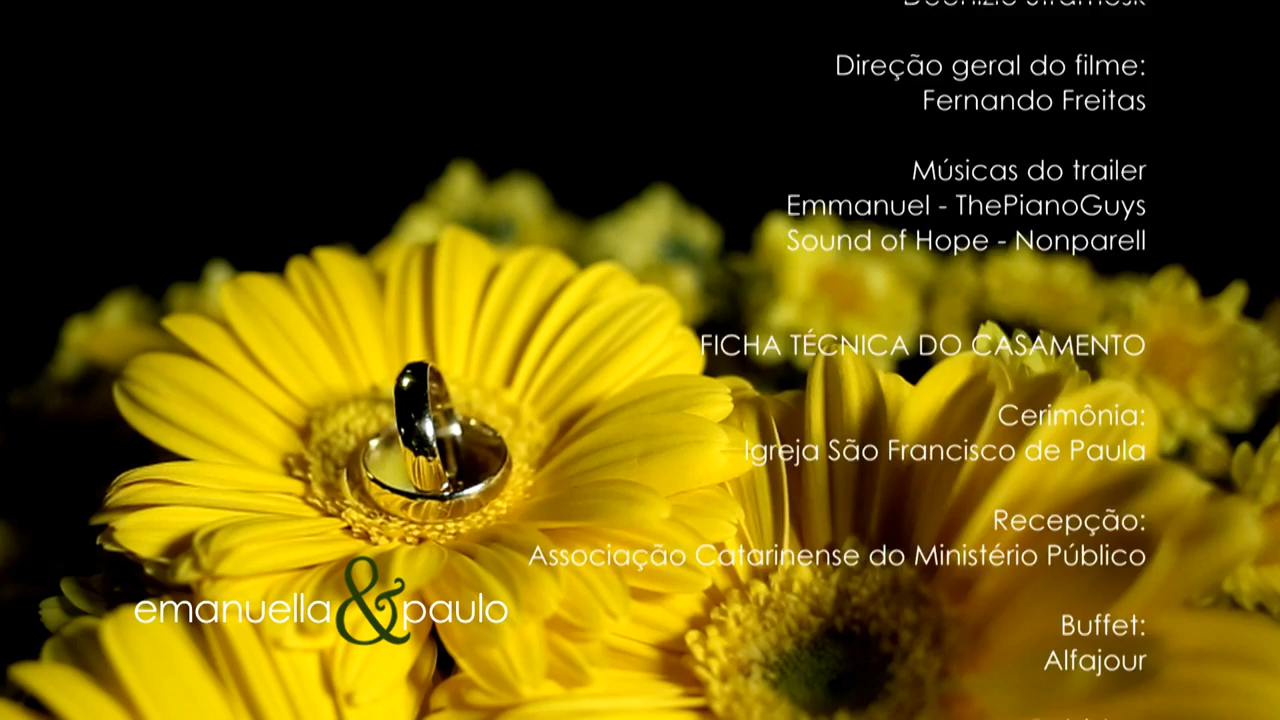 Direção geral do filme:
Fernando Freitas
Músicas do trailer
Emmanuel - ThePianoGuys
Sound of Hope - Nonparell
FICHA TÉCNICA DO CASAMENTO
Cerimônia:
Igreja São Francisco de Paula
Recepção:
Associação Catarinense do Ministério Público
Buffet:
Alfajour
emanuella & paulo